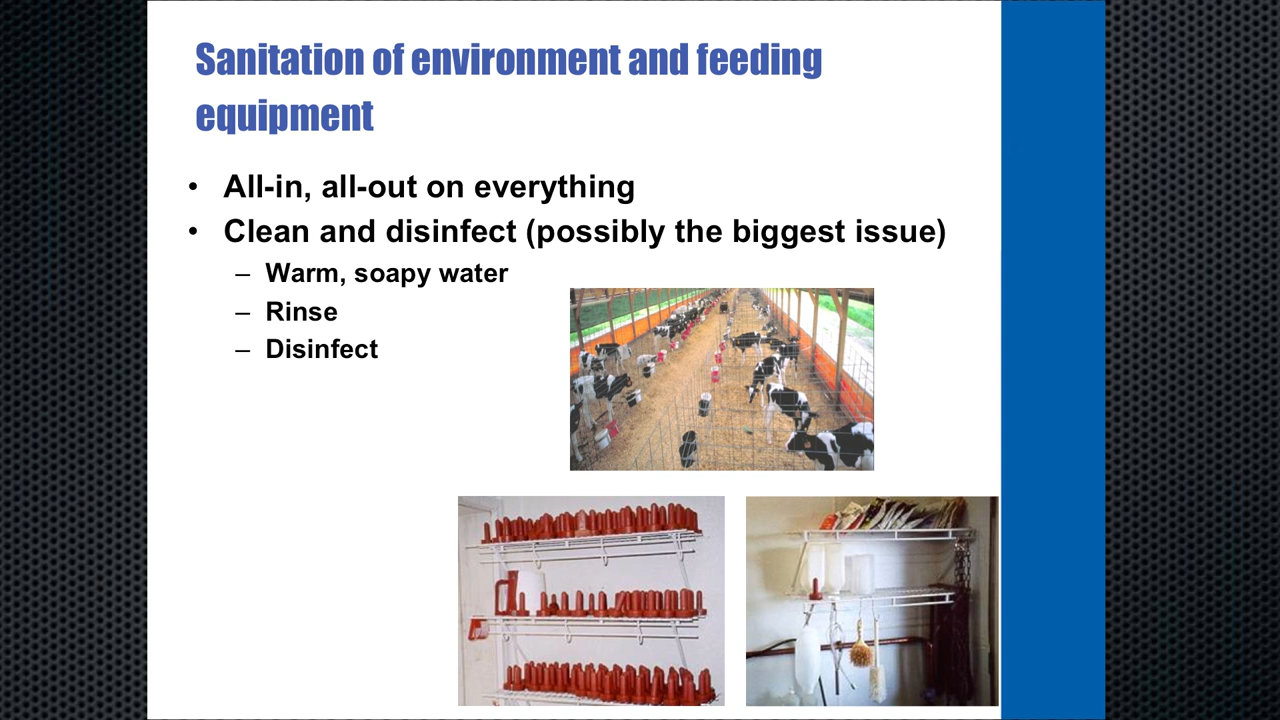 Sanitation of environment and feeding
equipment
• All-in, all-out on everything
• Clean and disinfect (possibly the biggest issue)
– Warm, soapy water
– Rinse
– Disinfect